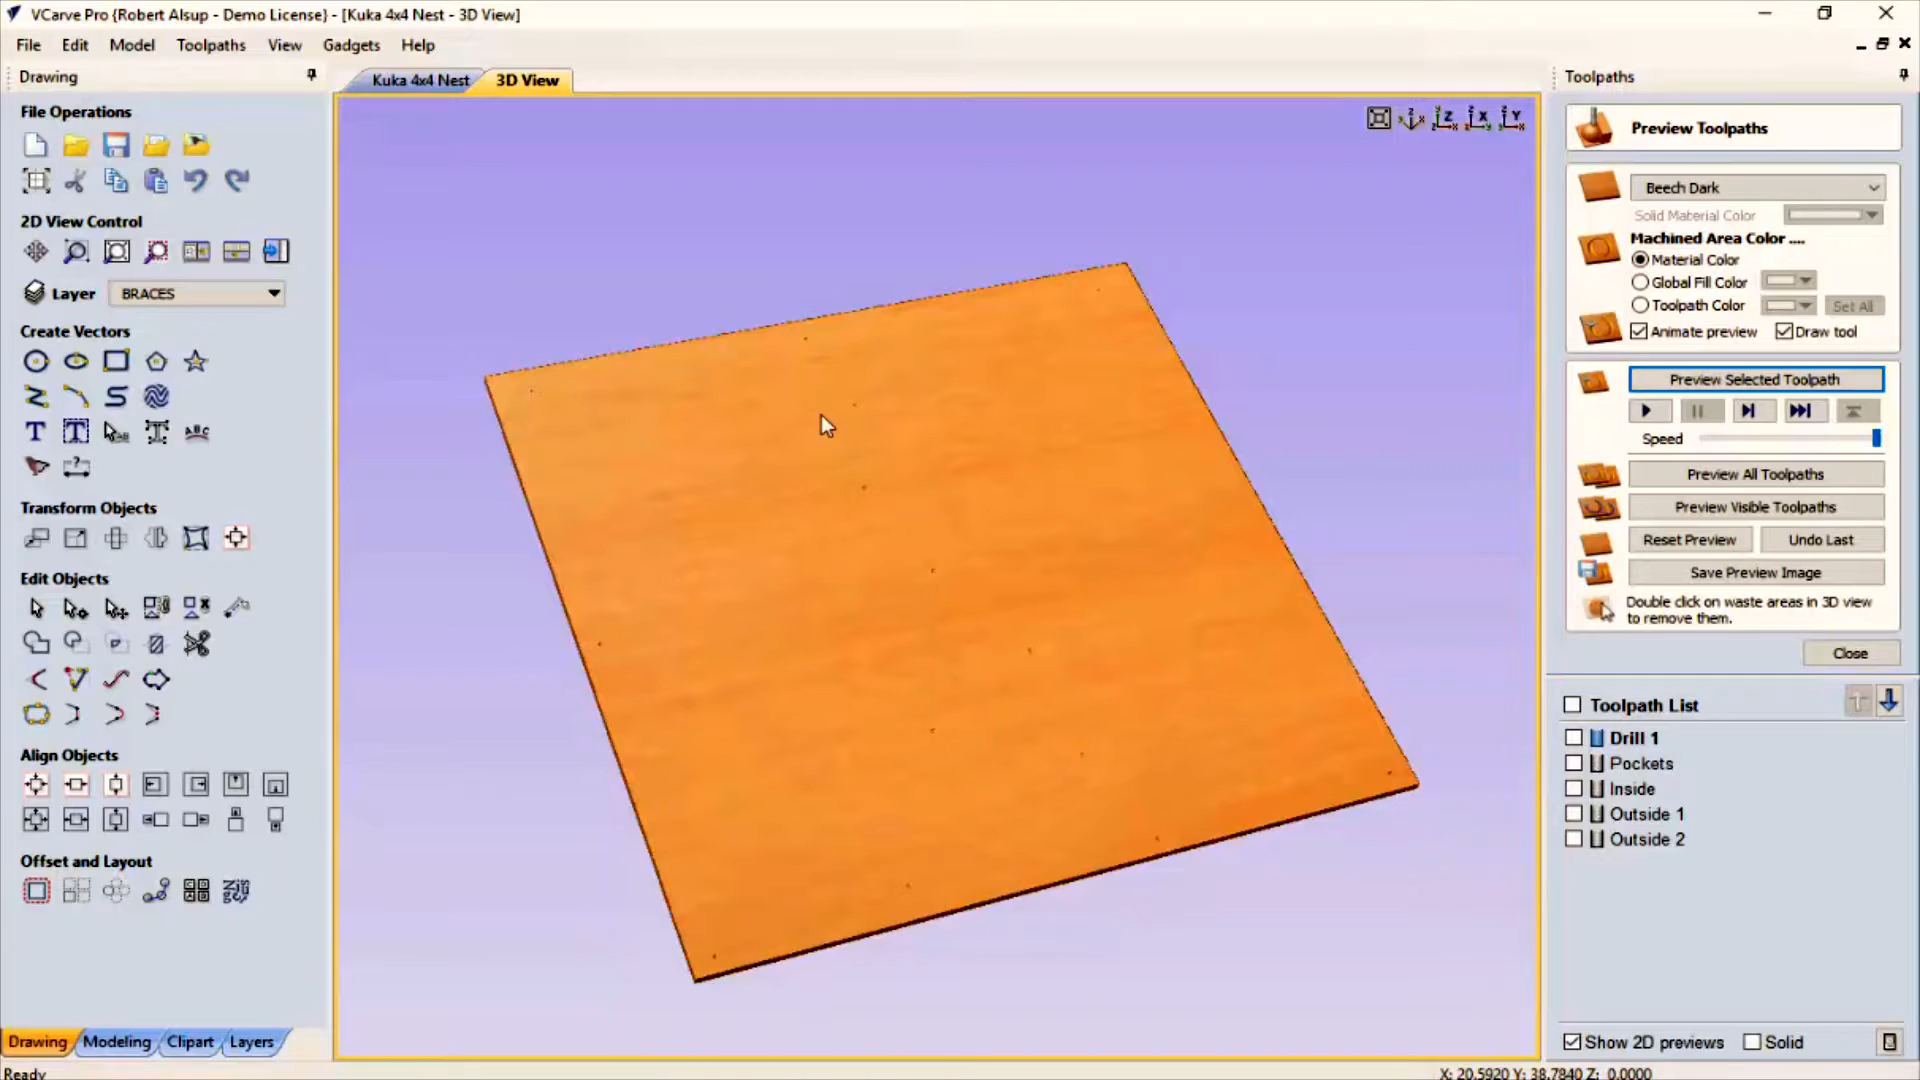 VCarve Pro {Robert Alsup - Demo License} - [Kuka 4x4 Nest - 3D View]
File Edit Model Toolpaths View Gadgets Help
Drawing
File Operations
2D View Control
Layer BRACES
Create Vectors
Transform Objects
Edit Objects
Align Objects
Offset and Layout
Drawing Modeling Clipart Layers
Ready
Kuka 4x4 Nest 3D View
Toolpaths
Preview Toolpaths
Beech Dark
Solid Material Color
Machined Area Color ....
Material Color
Global Fill Color
Toolpath Color Set All
Animate preview Draw tool
Preview Selected Toolpath
Speed
Preview All Toolpaths
Preview Visible Toolpaths
Reset Preview Undo Last
Save Preview Image
Double click on waste areas in 3D view
to remove them.
Close
Toolpath List
Drill 1
Pockets
Inside
Outside 1
Outside 2
Show 2D previews Solid
X: 20.5920 Y: 38.7840 Z: 0.0000